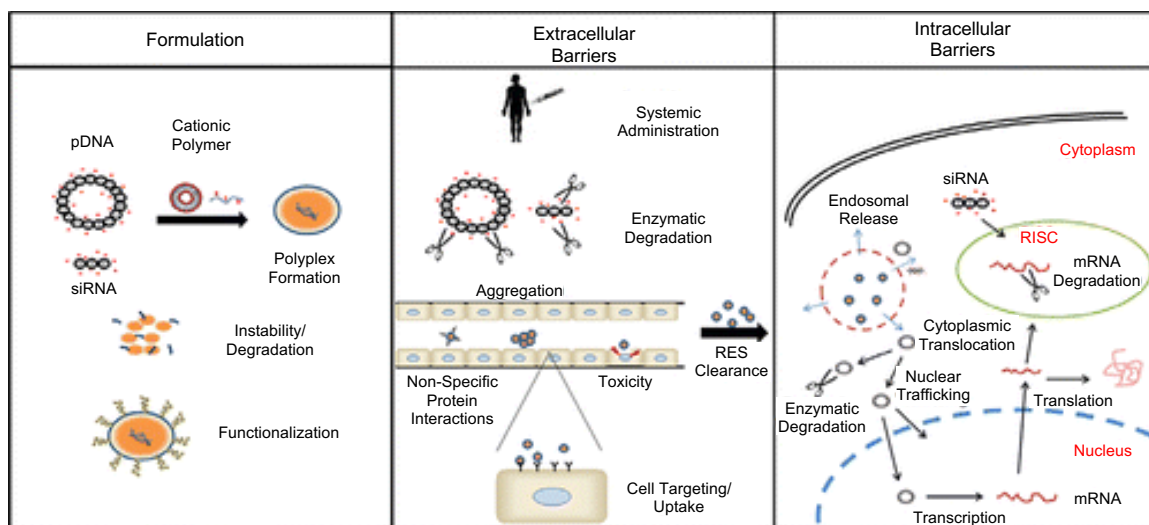 Formulation
pDNA
Cationic
Polymer
siRNA
Polyplex
Formation
Instability/
Degradation
Functionalization
Extracellular
Barriers
Systemic
Administration
Enzymatic
Degradation
Aggregation
Non-Specific
Protein
Interactions
Toxicity
RES
Clearance
Cell Targeting/
Uptake
Intracellular
Barriers
Cytoplasm
siRNA
Endosomal
Release
RISC
mRNA
Degradation
Cytoplasmic
Translocation
Nuclear
Trafficking
Enzymatic
Degradation
Translation
Nucleus
mRNA
Transcription